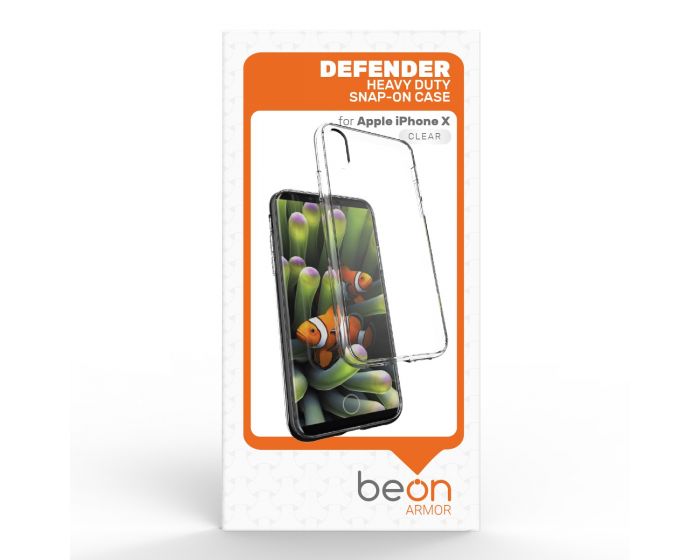 DEFENDER
HEAVY DUTY
SNAP-ON CASE
for Apple iPhone X
CLEAR
beon
ARMOR